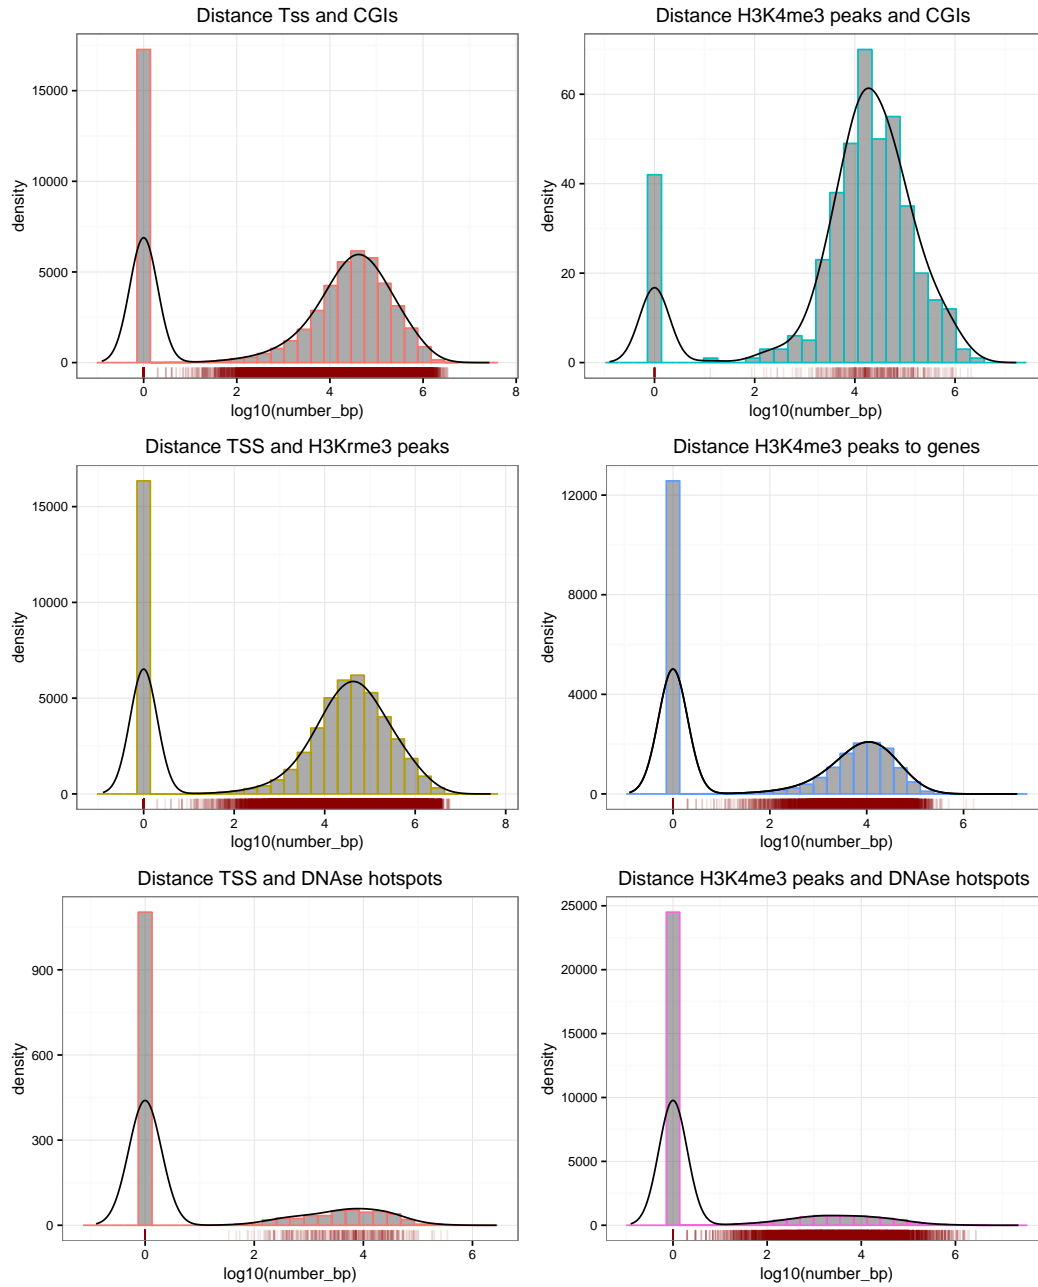 Distance Tss and CGIs
density
15000
10000
5000
0
0
2
4
6
8
log10(number_bp)
Distance H3K4me3 peaks and CGIs
density
60
40
20
0
0
2
4
6
log10(number_bp)
Distance TSS and H3Krme3 peaks
density
15000
10000
5000
0
0
2
4
6
8
log10(number_bp)
Distance H3K4me3 peaks to genes
density
12000
8000
4000
0
0
2
4
6
log10(number_bp)
Distance TSS and DNAse hotspots
density
900
600
300
0
0
2
4
6
log10(number_bp)
Distance H3K4me3 peaks and DNAse hotspots
density
25000
20000
15000
10000
5000
0
0
2
4
6
log10(number_bp)